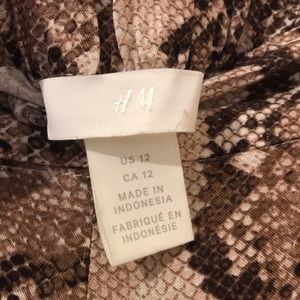 H&M
US 12
CA 12
MADE IN
INDONESIA
FABRIQUÉ EN
INDONÉSIE